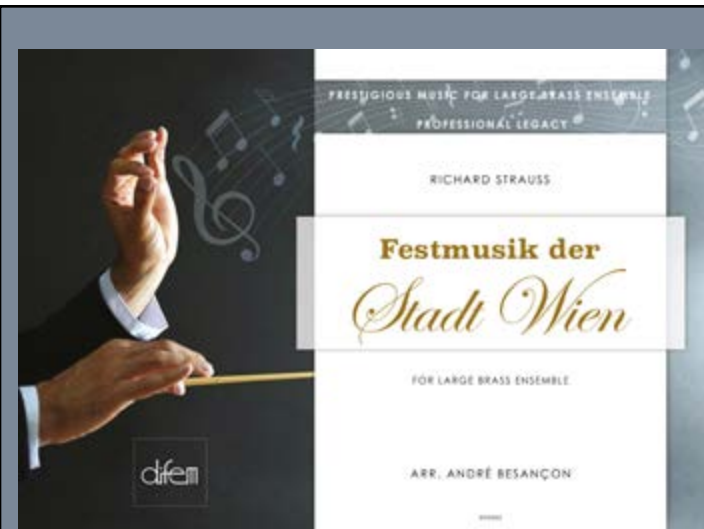 PRESTIGIOUS MUSIC FOR LARGE BRASS ENSEMBLE
PROFESSIONAL LEGACY
RICHARD STRAUSS
Festmusik der
Stadt Wien
FOR LARGE BRASS ENSEMBLE
difem
ARR. ANDRÉ BESANÇON